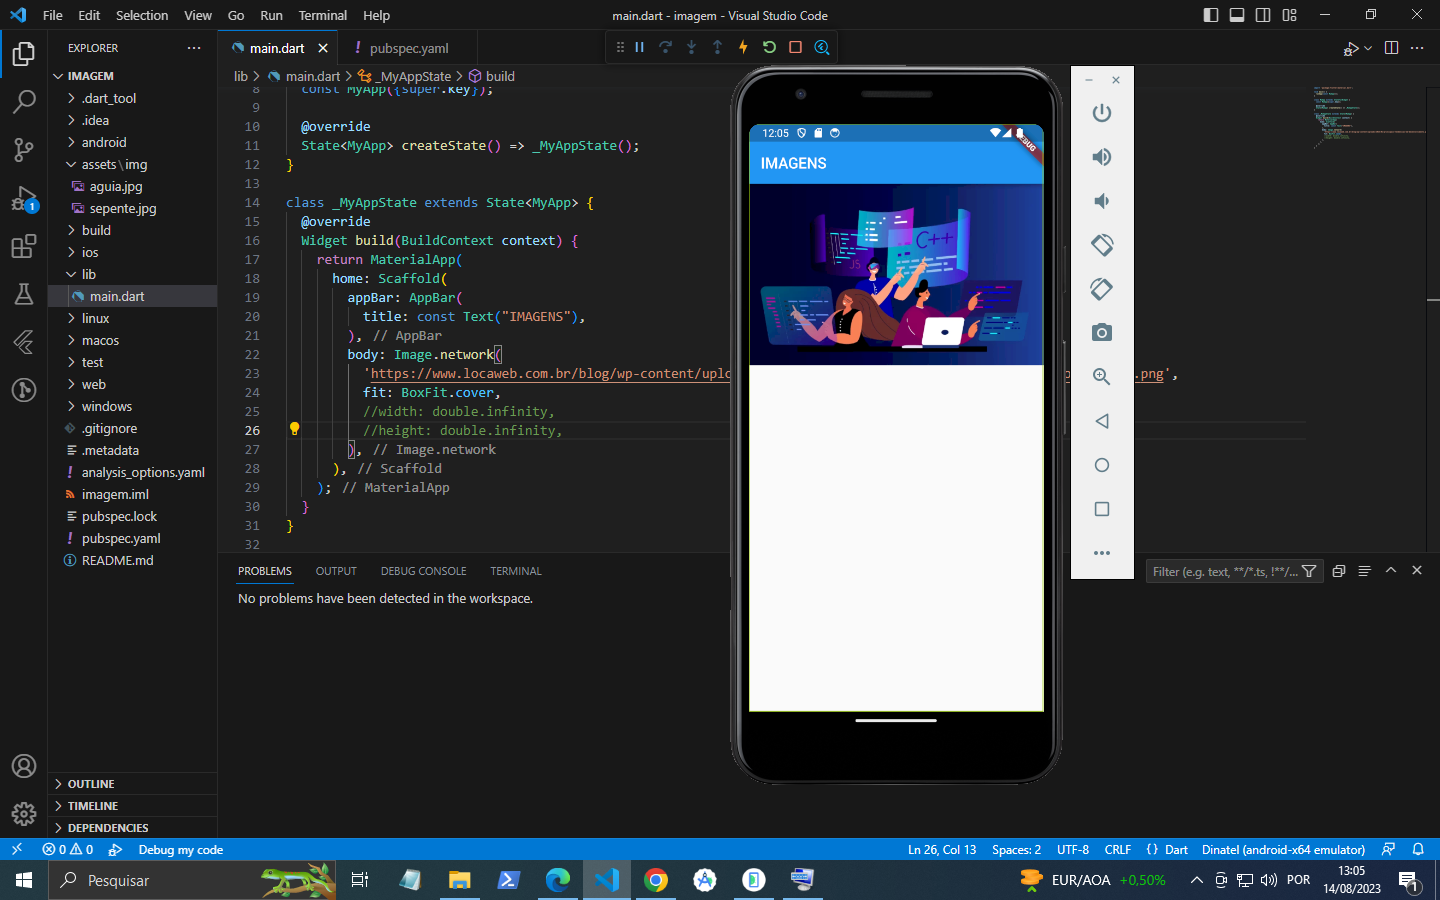 File Edit Selection View Go Run Terminal Help
main.dart - imagem - Visual Studio Code
EXPLORER
main.dart
! pubspec.yaml
IMAGEM
lib > main.dart > _MyAppState > build
.dart_tool
.idea
android
assets\img
aguia.jpg
sepente.jpg
build
ios
lib
main.dart
linux
macos
test
web
windows
.gitignore
.metadata
! analysis_options.yaml
imagem.iml
pubspec.lock
! pubspec.yaml
README.md
OUTLINE
TIMELINE
DEPENDENCIES
8 const MyApp({super.key});
9
10 @override
11 State<MyApp> createState() => _MyAppState();
12 }
13
14 class _MyAppState extends State<MyApp> {
15 @override
16 Widget build(BuildContext context) {
17 return MaterialApp(
18 home: Scaffold(
19 appBar: AppBar(
20 title: const Text("IMAGENS"),
21 ), // AppBar
22 body: Image.network(
23 'https://www.locaweb.com.br/blog/wp-content/uplo .png',
24 fit: BoxFit.cover,
25 //width: double.infinity,
26 //height: double.infinity,
27 ), // Image.network
28 ), // Scaffold
29 ); // MaterialApp
30 }
31 }
32
12:05
DEBUG
IMAGENS
C++
JS
PROBLEMS OUTPUT DEBUG CONSOLE TERMINAL
Filter (e.g. text, **/*.ts, !**/...
No problems have been detected in the workspace.
1
0 0 Debug my code
Ln 26, Col 13 Spaces: 2 UTF-8 CRLF {} Dart Dinatel (android-x64 emulator)
Pesquisar
EUR/AOA +0,50%
POR
13:05
14/08/2023
1